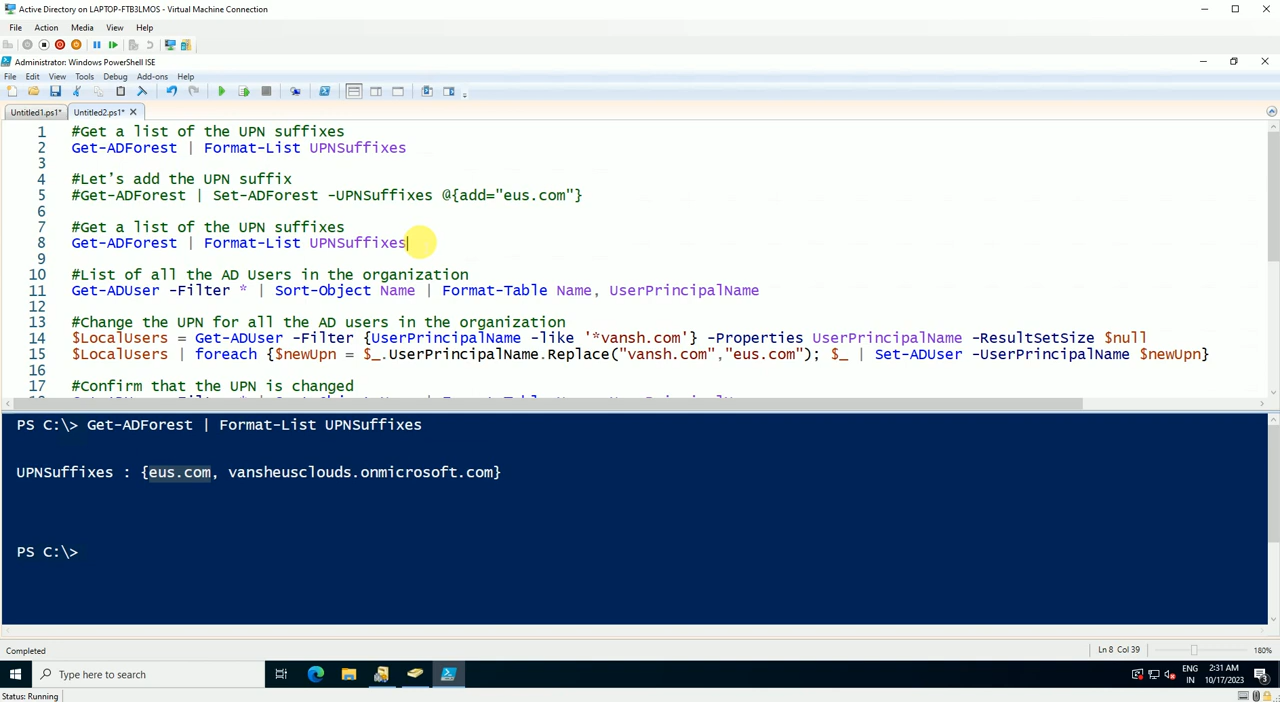 Active Directory on LAPTOP-FTB3LMOS - Virtual Machine Connection
File Action Media View Help
Administrator: Windows PowerShell ISE
File Edit View Tools Debug Add-ons Help
Untitled1.ps1* Untitled2.ps1*
1 #Get a list of the UPN suffixes
2 Get-ADForest | Format-List UPNSuffixes
3
4 #Let's add the UPN suffix
5 #Get-ADForest | Set-ADForest -UPNSuffixes @{add="eus.com"}
6
7 #Get a list of the UPN suffixes
8 Get-ADForest | Format-List UPNSuffixes
9
10 #List of all the AD Users in the organization
11 Get-ADUser -Filter * | Sort-Object Name | Format-Table Name, UserPrincipalName
12
13 #Change the UPN for all the AD users in the organization
14 $LocalUsers = Get-ADUser -Filter {UserPrincipalName -like '*vansh.com'} -Properties UserPrincipalName -ResultSetSize $null
15 $LocalUsers | foreach {$newUpn = $_.UserPrincipalName.Replace("vansh.com","eus.com"); $_ | Set-ADUser -UserPrincipalName $newUpn}
16
17 #Confirm that the UPN is changed
PS C:\> Get-ADForest | Format-List UPNSuffixes
UPNSuffixes : {eus.com, vansheusclouds.onmicrosoft.com}
PS C:\>
Completed Ln 8 Col 39 180%
Type here to search
ENG 2:31 AM
IN 10/17/2023 3
Status: Running